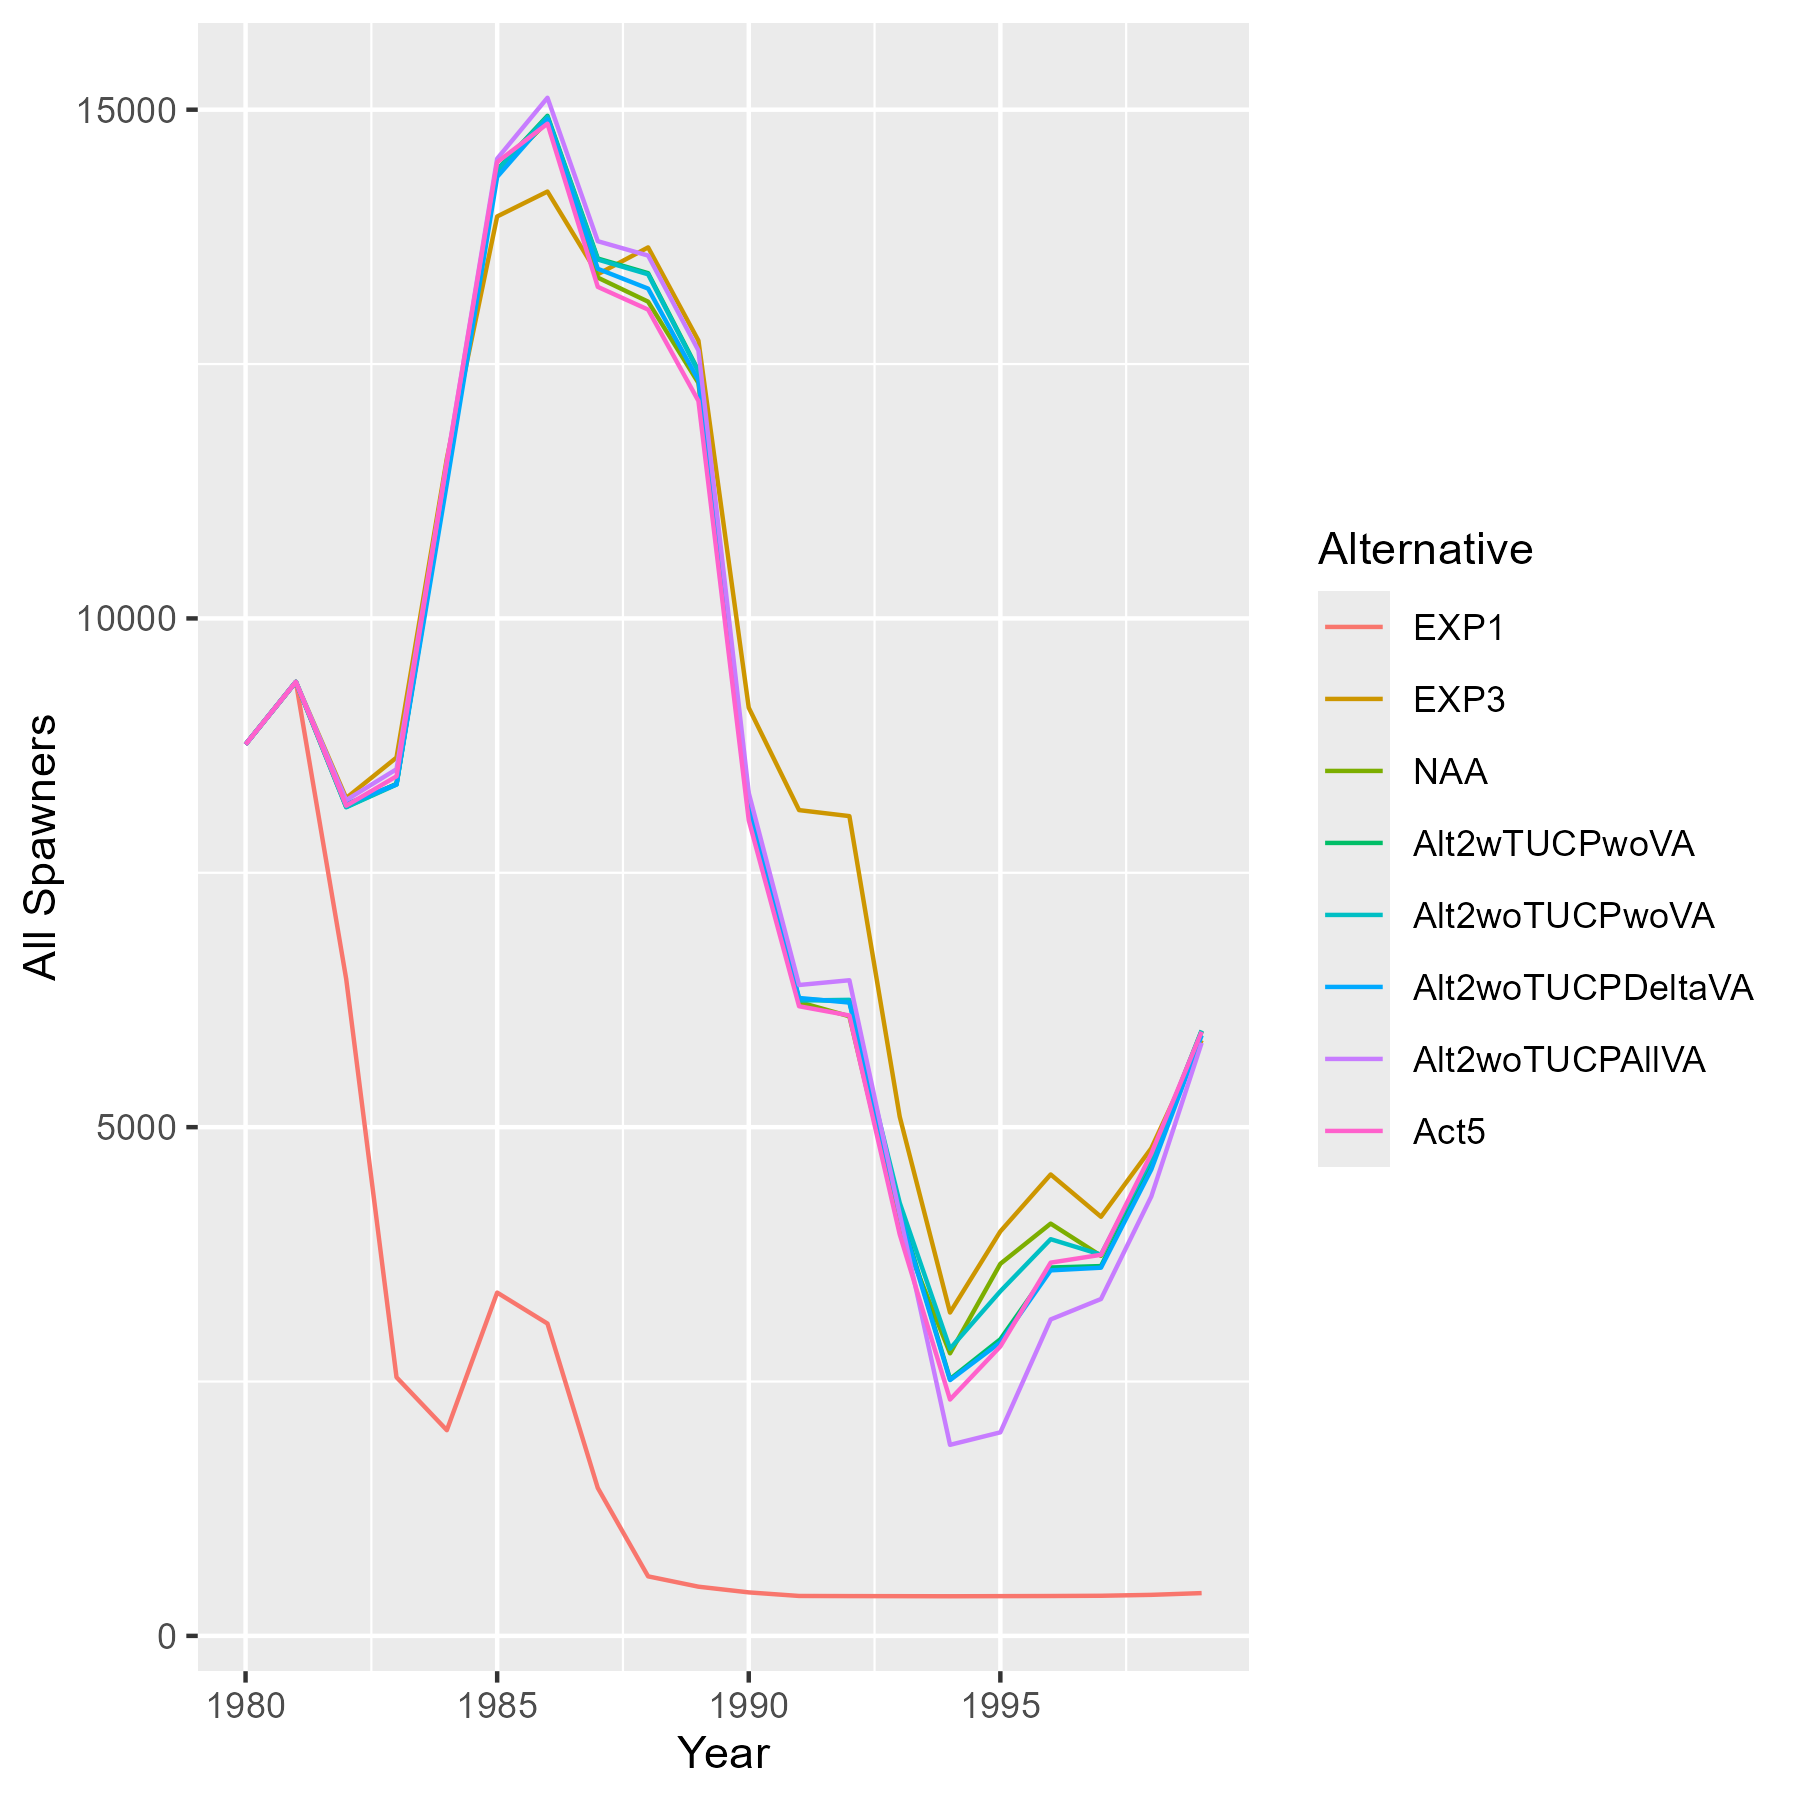 15000
10000
5000
0
All Spawners
1980
1985
1990
1995
Year
Alternative
EXP1
EXP3
NAA
Alt2wTUCPwoVA
Alt2woTUCPwoVA
Alt2woTUCPDeltaVA
Alt2woTUCPAllVA
Act5